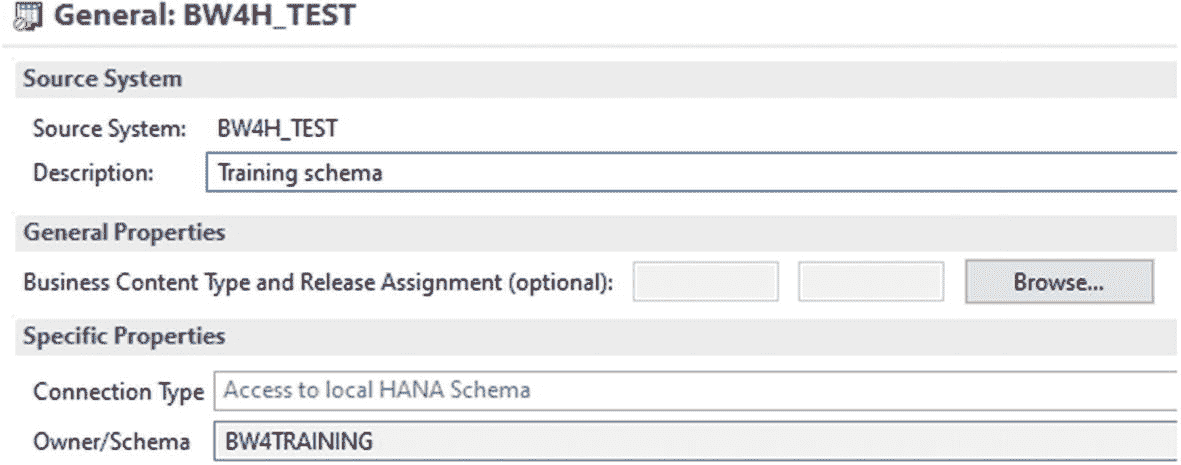 General: BW4H_TEST
Source System
Source System: BW4H_TEST
Description: Training schema
General Properties
Business Content Type and Release Assignment (optional): Browse...
Specific Properties
Connection Type Access to local HANA Schema
Owner/Schema BW4TRAINING